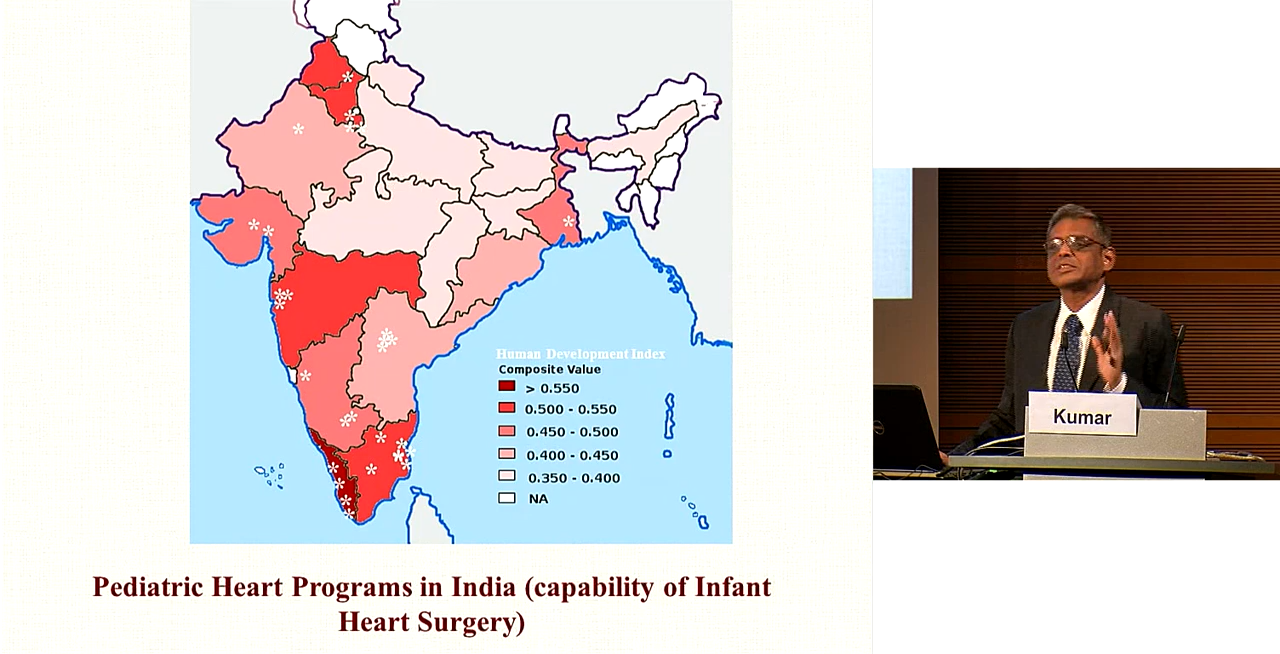 Human Development Index
Composite Value
> 0.550
0.500 - 0.550
0.450 - 0.500
0.400 - 0.450
0.350 - 0.400
NA
Pediatric Heart Programs in India (capability of Infant
Heart Surgery)
Kumar